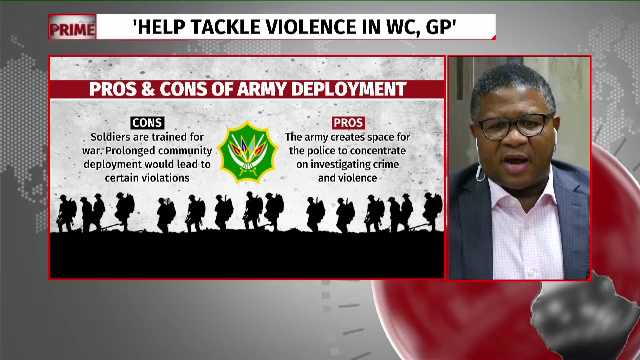 PRIME
'HELP TACKLE VIOLENCE IN WC, GP'
PROS & CONS OF ARMY DEPLOYMENT
CONS
Soldiers are trained for
war. Prolonged community
deployment would lead to
certain violations
PROS
The army creates space for
the police to concentrate
on investigating crime
and violence